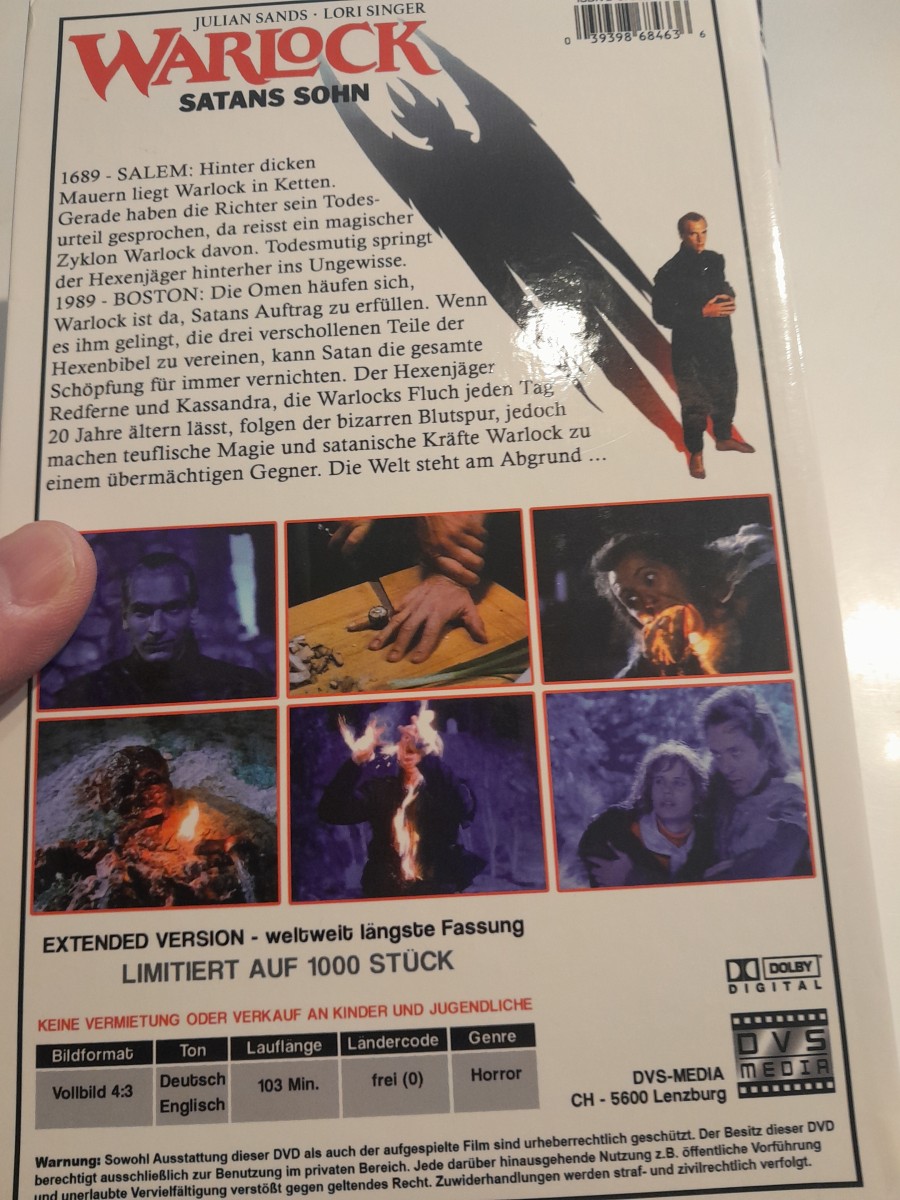 JULIAN SANDS · LORI SINGER
WARLOCK
SATANS SOHN
0 39398 68463 6
1689 - SALEM: Hinter dicken
Mauern liegt Warlock in Ketten.
Gerade haben die Richter sein Todes-
urteil gesprochen, da reisst ein magischer
Zyklon Warlock davon. Todesmutig springt
der Hexenjäger hinterher ins Ungewisse.
1989 - BOSTON: Die Omen häufen sich,
Warlock ist da, Satans Auftrag zu erfüllen. Wenn
es ihm gelingt, die drei verschollenen Teile der
Hexenbibel zu vereinen, kann Satan die gesamte
Schöpfung für immer vernichten. Der Hexenjäger
Redferne und Kassandra, die Warlocks Fluch jeden Tag
20 Jahre ältern lässt, folgen der bizarren Blutspur, jedoch
machen teuflische Magie und satanische Kräfte Warlock zu
einem übermächtigen Gegner. Die Welt steht am Abgrund ...
EXTENDED VERSION - weltweit längste Fassung
LIMITIERT AUF 1000 STÜCK
DOLBY
DIGITAL
KEINE VERMIETUNG ODER VERKAUF AN KINDER UND JUGENDLICHE
Bildformat Ton Lauflänge Ländercode Genre
Vollbild 4:3 Deutsch 103 Min. frei (0) Horror
Englisch
DVS
MEDIA
DVS-MEDIA
CH - 5600 Lenzburg
Warnung: Sowohl Ausstattung dieser DVD als auch der aufgespielte Film sind urheberrechtlich geschützt. Der Besitz dieser DVD
berechtigt ausschließlich zur Benutzung im privaten Bereich. Jede darüber hinausgehende Nutzung z.B. öffentliche Vorführung
und unerlaubte Vervielfältigung verstößt gegen geltendes Recht. Zuwiderhandlungen werden straf- und zivilrechtlich verfolgt.